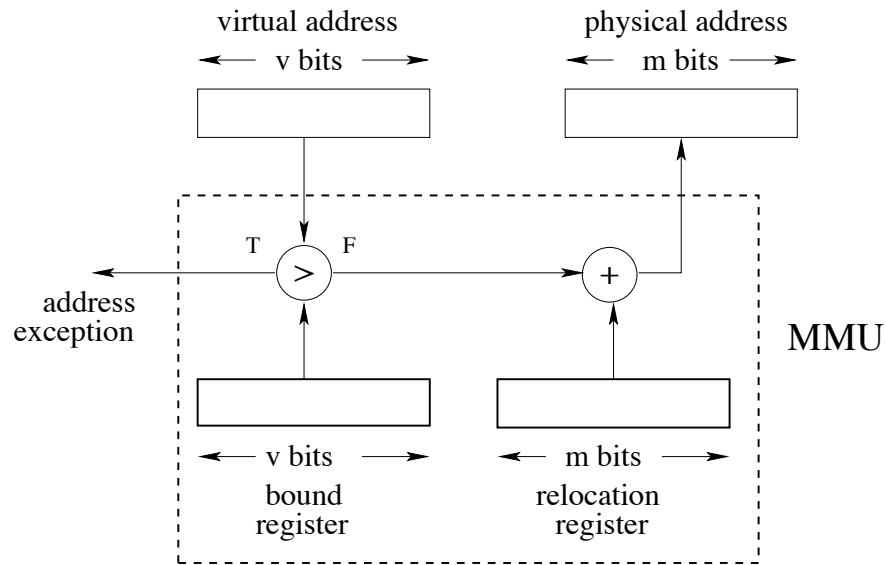 virtual address
physical address
v bits
m bits
T
F
>
+
address
exception
MMU
v bits
m bits
bound
register
relocation
register